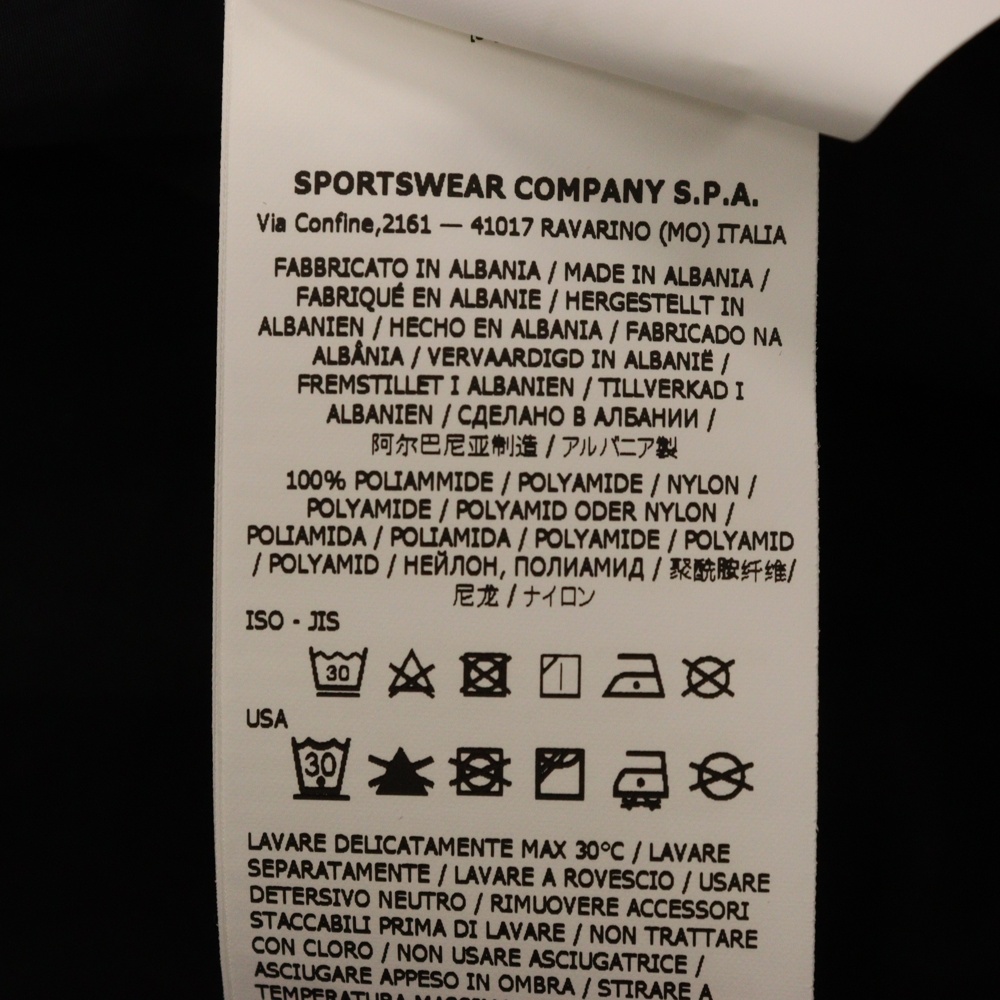 SPORTSWEAR COMPANY S.P.A.
Via Confine,2161 — 41017 RAVARINO (MO) ITALIA
FABBRICATO IN ALBANIA / MADE IN ALBANIA /
FABRIQUÉ EN ALBANIE / HERGESTELLT IN
ALBANIEN / HECHO EN ALBANIA / FABRICADO NA
ALBÂNIA / VERVAARDIGD IN ALBANIË /
FREMSTILLET I ALBANIEN / TILLVERKAD I
ALBANIEN / СДЕЛАНО В АЛБАНИИ /
阿尔巴尼亚制造 / アルバニア製
100% POLIAMMIDE / POLYAMIDE / NYLON /
POLYAMIDE / POLYAMID ODER NYLON /
POLIAMIDA / POLIAMIDA / POLYAMIDE / POLYAMID
/ POLYAMID / НЕЙЛОН, ПОЛИАМИД / 聚酰胺纤维/
尼龙 / ナイロン
ISO - JIS
30
USA
30
LAVARE DELICATAMENTE MAX 30°C / LAVARE
SEPARATAMENTE / LAVARE A ROVESCIO / USARE
DETERSIVO NEUTRO / RIMUOVERE ACCESSORI
STACCABILI PRIMA DI LAVARE / NON TRATTARE
CON CLORO / NON USARE ASCIUGATRICE /
ASCIUGARE APPESO IN OMBRA / STIRARE A
TEMPERATURA